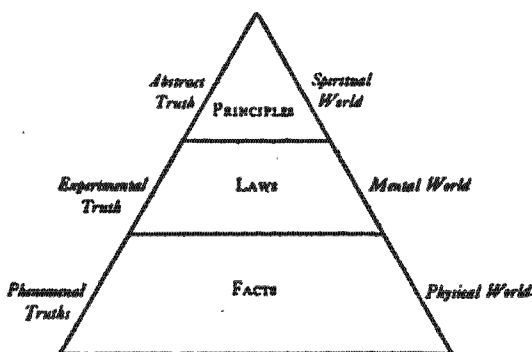 Abstract
Truth
Spiritual
World
PRINCIPLES
Experimental
Truth
LAWS
Mental World
Phenomenal
Truths
FACTS
Physical World